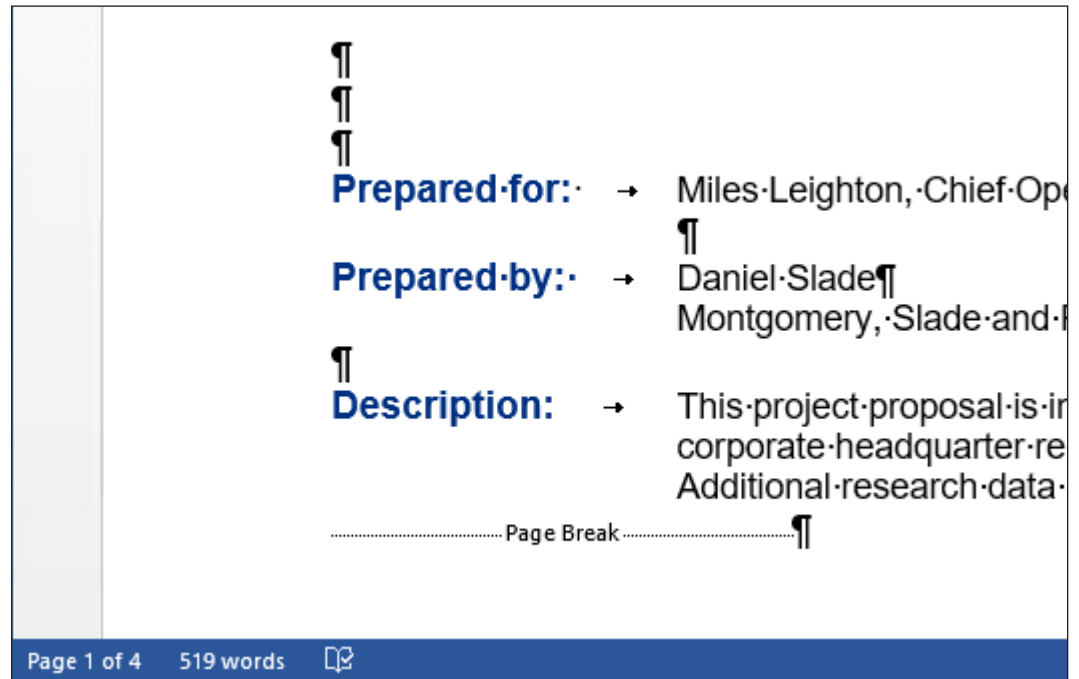 ¶
¶
¶
Prepared·for:· → Miles·Leighton,·Chief·Ope
¶
Prepared·by:· → Daniel·Slade¶
Montgomery,·Slade·and·
¶
Description: → This·project·proposal·is·in
corporate·headquarter·re
Additional·research·data·
Page Break ¶
Page 1 of 4 519 words